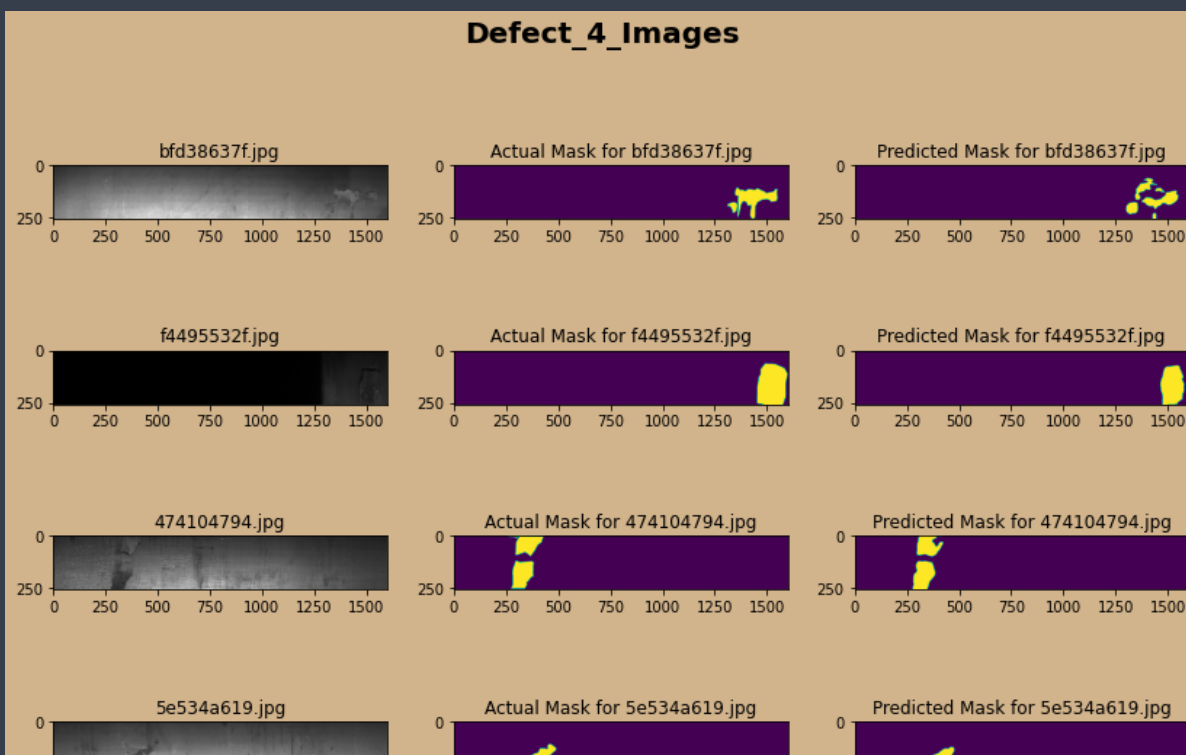 Defect_4_Images
bfd38637f.jpg Actual Mask for bfd38637f.jpg Predicted Mask for bfd38637f.jpg
0 0 0
250 250 250
0 250 500 750 1000 1250 1500 0 250 500 750 1000 1250 1500 0 250 500 750 1000 1250 1500
f4495532f.jpg Actual Mask for f4495532f.jpg Predicted Mask for f4495532f.jpg
0 0 0
250 250 250
0 250 500 750 1000 1250 1500 0 250 500 750 1000 1250 1500 0 250 500 750 1000 1250 1500
474104794.jpg Actual Mask for 474104794.jpg Predicted Mask for 474104794.jpg
0 0 0
250 250 250
0 250 500 750 1000 1250 1500 0 250 500 750 1000 1250 1500 0 250 500 750 1000 1250 1500
5e534a619.jpg Actual Mask for 5e534a619.jpg Predicted Mask for 5e534a619.jpg
0 0 0